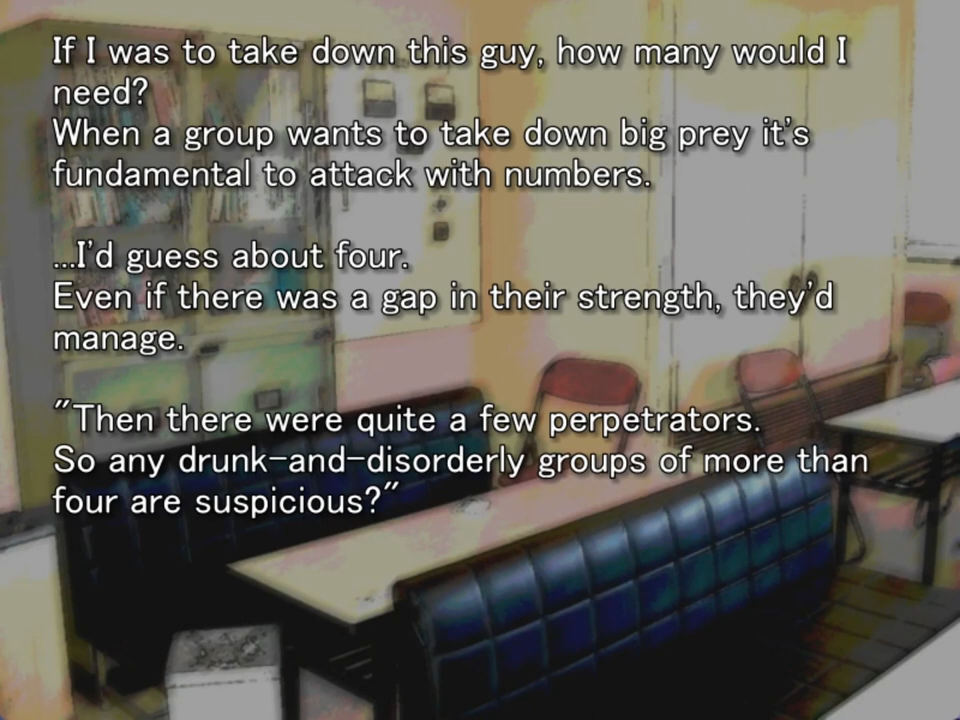 If I was to take down this guy, how many would I
need?
When a group wants to take down big prey it's
fundamental to attack with numbers.
...I'd guess about four.
Even if there was a gap in their strength, they'd
manage.
"Then there were quite a few perpetrators.
So any drunk-and-disorderly groups of more than
four are suspicious?"